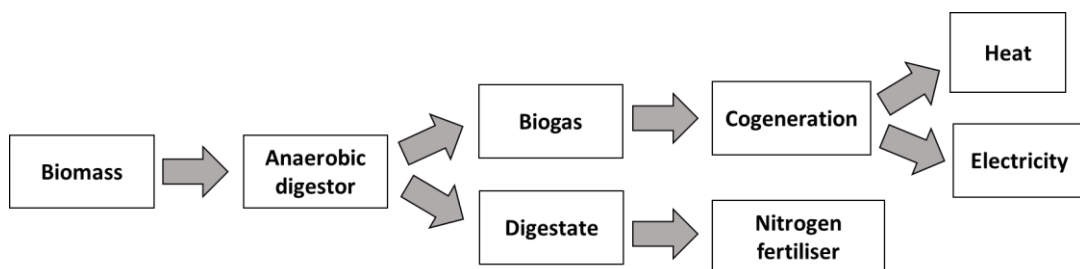 Biomass
Anaerobic
digestor
Biogas
Digestate
Cogeneration
Nitrogen
fertiliser
Heat
Electricity